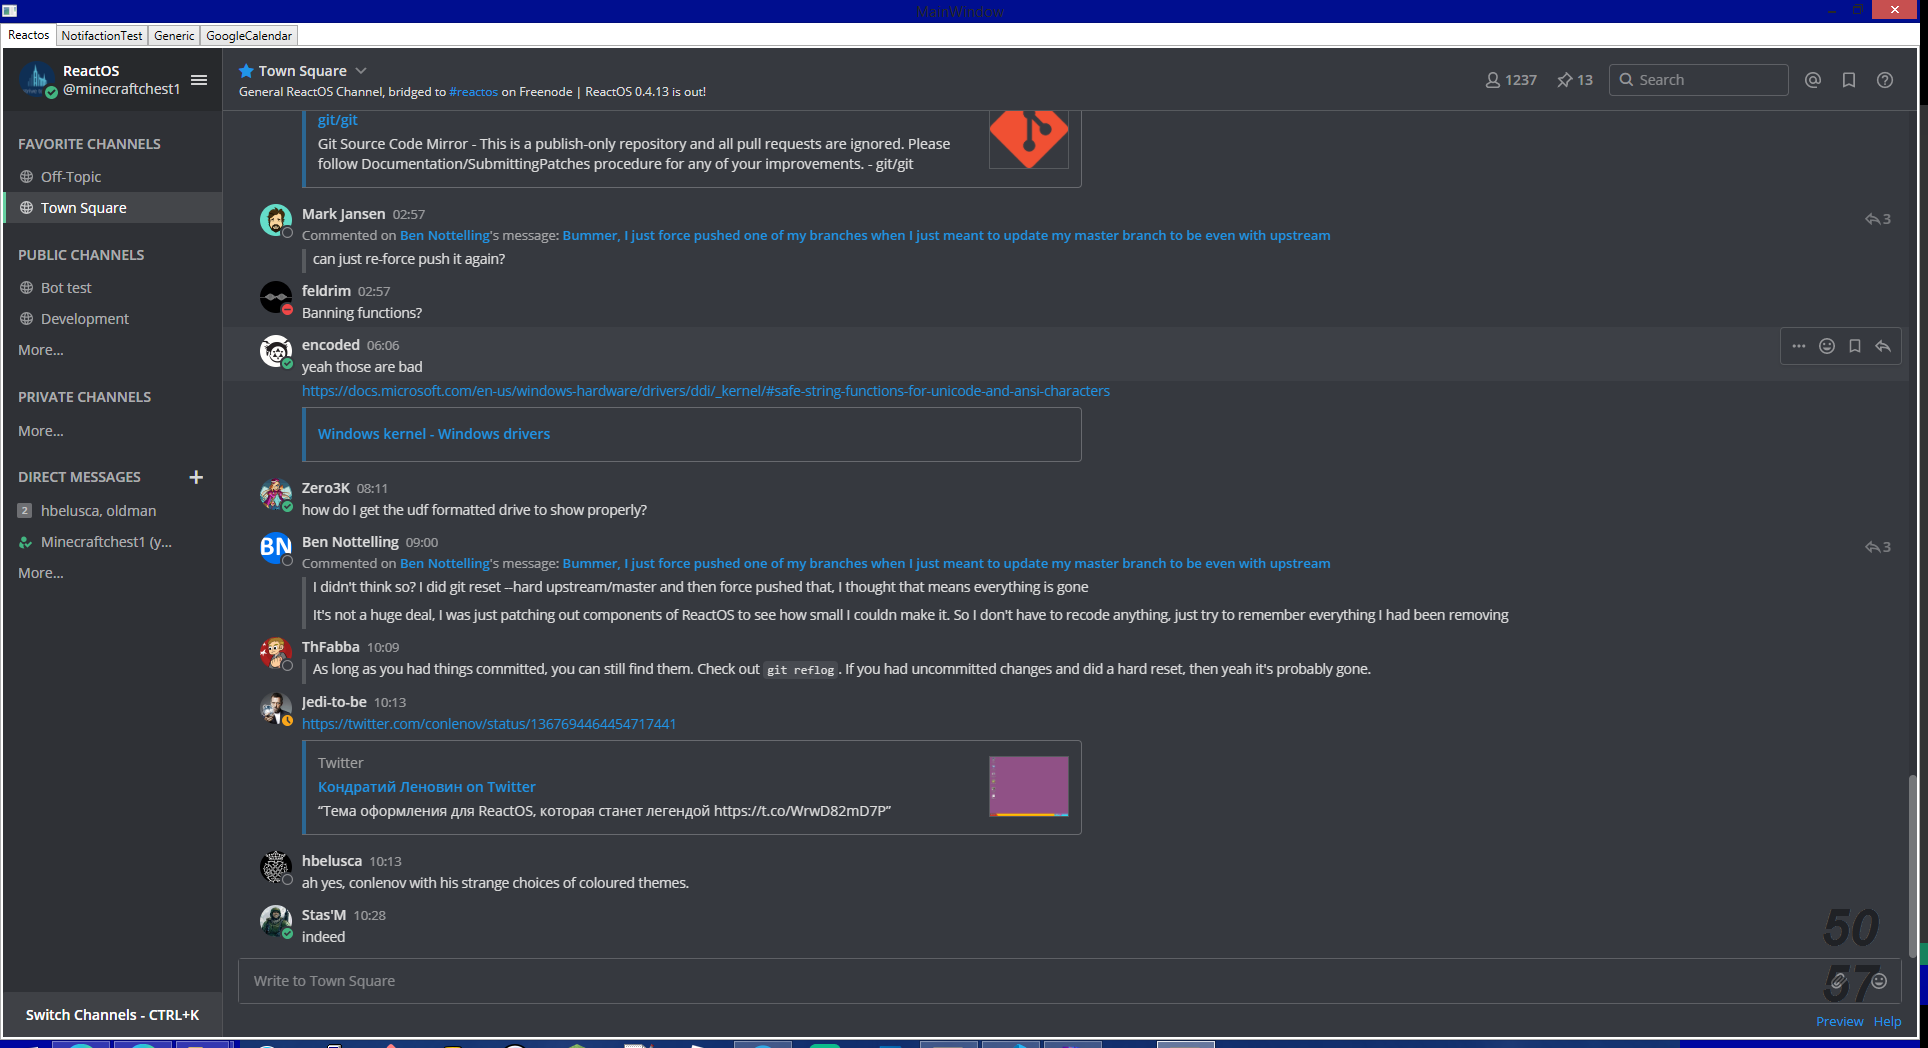 MainWindow
Reactos
NotifactionTest
Generic
GoogleCalendar
ReactOS
@minecraftchest1
FAVORITE CHANNELS
Off-Topic
Town Square
PUBLIC CHANNELS
Bot test
Development
More...
PRIVATE CHANNELS
More...
DIRECT MESSAGES
2 hbelusca, oldman
Minecraftchest1 (y...
More...
Switch Channels - CTRL+K
Town Square
General ReactOS Channel, bridged to #reactos on Freenode | ReactOS 0.4.13 is out!
1237
13
Search
git/git
Git Source Code Mirror - This is a publish-only repository and all pull requests are ignored. Please
follow Documentation/SubmittingPatches procedure for any of your improvements. - git/git
Mark Jansen 02:57
3
Commented on Ben Nottelling's message: Bummer, I just force pushed one of my branches when I just meant to update my master branch to be even with upstream
can just re-force push it again?
feldrim 02:57
Banning functions?
encoded 06:06
yeah those are bad
https://docs.microsoft.com/en-us/windows-hardware/drivers/ddi/_kernel/#safe-string-functions-for-unicode-and-ansi-characters
Windows kernel - Windows drivers
Zero3K 08:11
how do I get the udf formatted drive to show properly?
BN
Ben Nottelling 09:00
3
Commented on Ben Nottelling's message: Bummer, I just force pushed one of my branches when I just meant to update my master branch to be even with upstream
I didn't think so? I did git reset --hard upstream/master and then force pushed that, I thought that means everything is gone
It's not a huge deal, I was just patching out components of ReactOS to see how small I couldn make it. So I don't have to recode anything, just try to remember everything I had been removing
ThFabba 10:09
As long as you had things committed, you can still find them. Check out git reflog. If you had uncommitted changes and did a hard reset, then yeah it's probably gone.
Jedi-to-be 10:13
https://twitter.com/conlenov/status/1367694464454717441
Twitter
Кондратий Леновин on Twitter
“Тема оформления для ReactOS, которая станет легендой https://t.co/WrwD82mD7P”
hbelusca 10:13
ah yes, conlenov with his strange choices of coloured themes.
Stas'M 10:28
indeed
50
57
Write to Town Square
Preview
Help